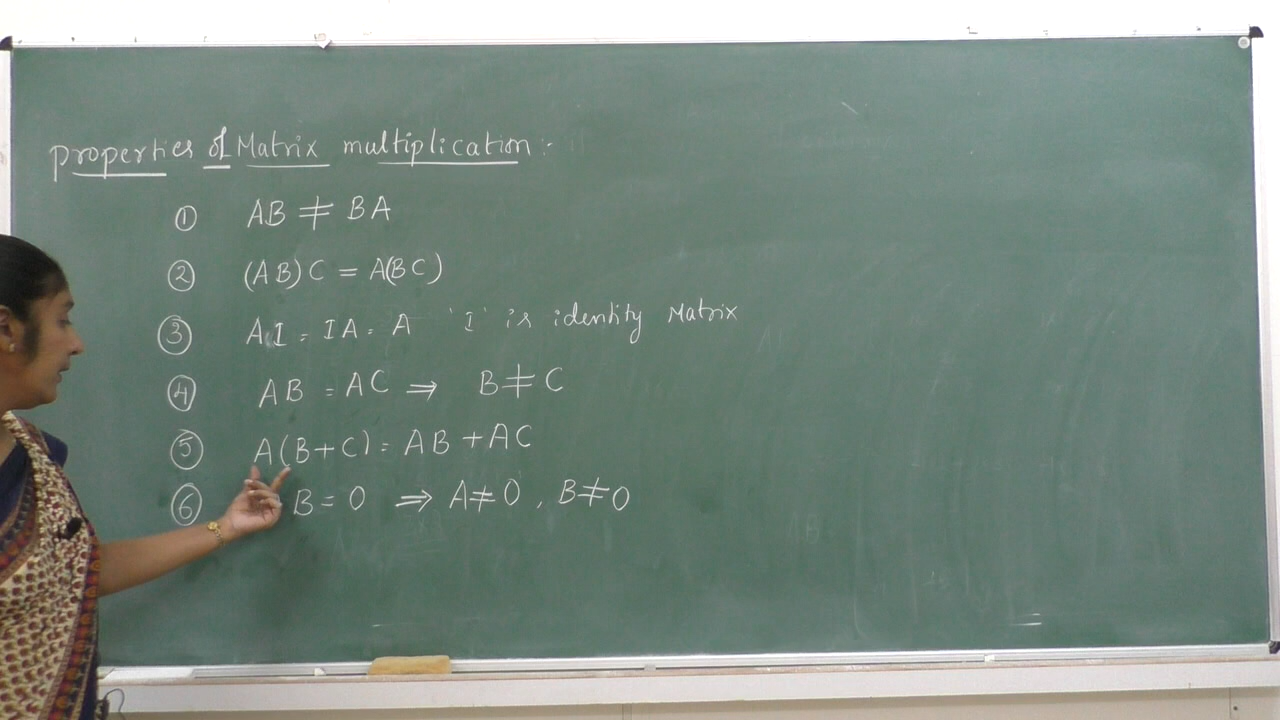 properties of Matrix multiplication :-
① AB ≠ BA
② (AB)C = A(BC)
③ AI = IA = A 'I' is identity Matrix
④ AB = AC ⇒ B ≠ C
⑤ A(B+C) = AB + AC
⑥ B = 0 ⇒ A ≠ 0 , B ≠ 0